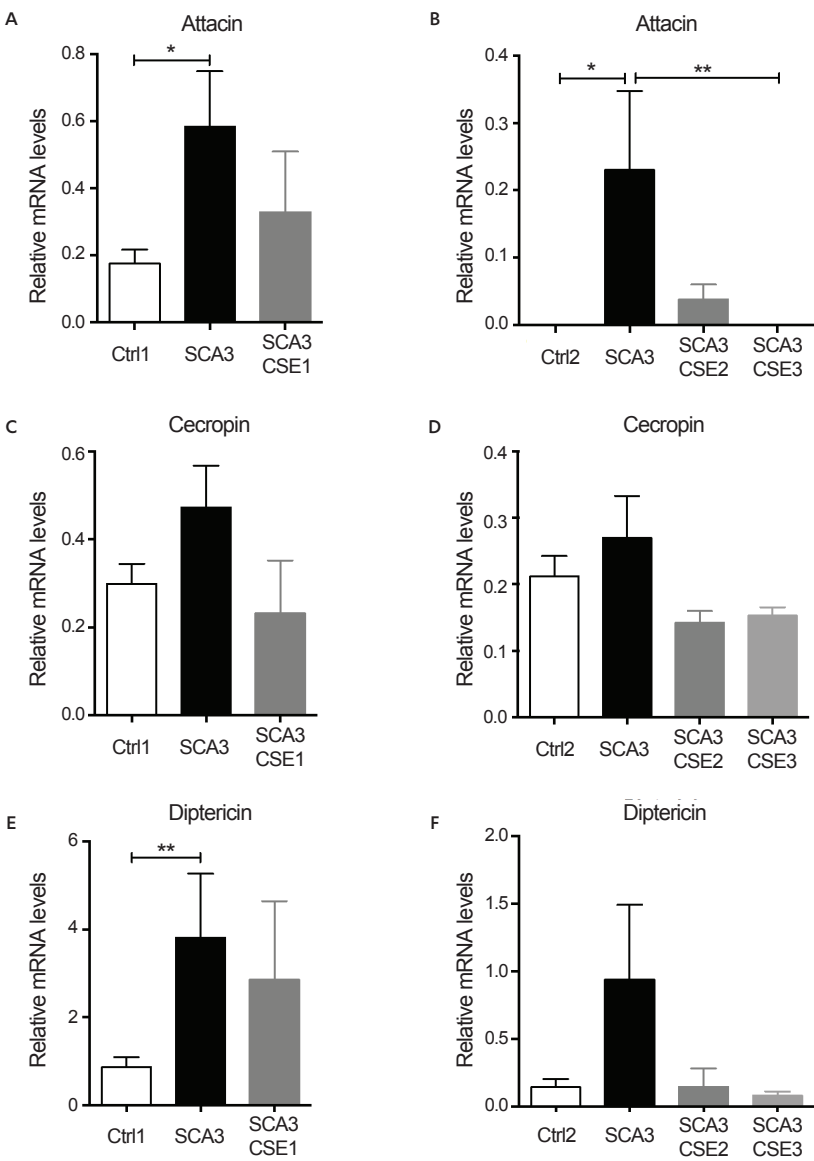 A
Attacin
Relative mRNA levels
0.8
0.6
0.4
0.2
0.0
*
Ctrl1
SCA3
SCA3
CSE1
B
Attacin
Relative mRNA levels
0.4
0.3
0.2
0.1
0.0
*
**
Ctrl2
SCA3
SCA3
CSE2
SCA3
CSE3
C
Cecropin
Relative mRNA levels
0.6
0.4
0.2
0.0
Ctrl1
SCA3
SCA3
CSE1
D
Cecropin
Relative mRNA levels
0.4
0.3
0.2
0.1
0.0
Ctrl2
SCA3
SCA3
CSE2
SCA3
CSE3
E
Diptericin
Relative mRNA levels
6
4
2
0
**
Ctrl1
SCA3
SCA3
CSE1
F
Diptericin
Relative mRNA levels
2.0
1.5
1.0
0.5
0.0
Ctrl2
SCA3
SCA3
CSE2
SCA3
CSE3